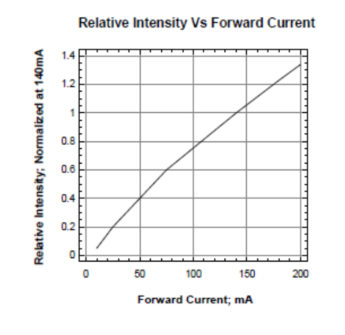 Relative Intensity Vs Forward Current
Relative Intensity; Normalized at 140mA
1.4
1.2
1
0.8
0.6
0.4
0.2
0
0 50 100 150 200
Forward Current; mA